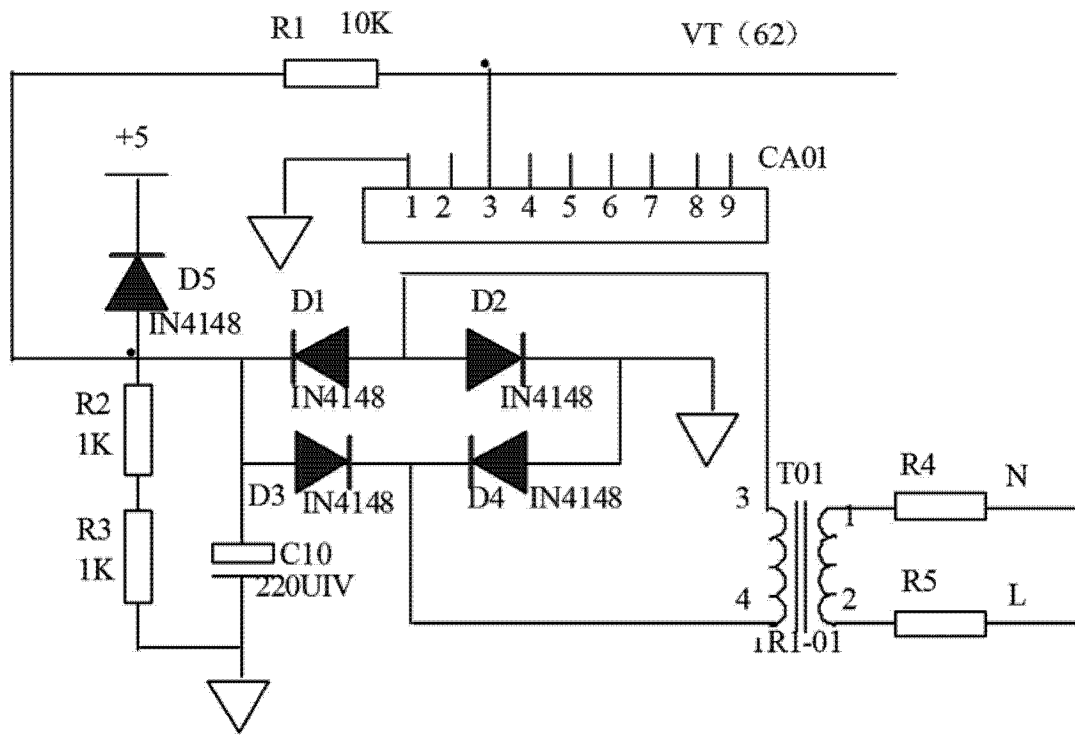 R1 10K
VT（62）
+5
CA01
1 2 3 4 5 6 7 8 9
D5
IN4148
D1
D2
IN4148
IN4148
R2
1K
D3
IN4148
D4
IN4148
T01
R4
N
3
1
R3
1K
C10
220UIV
4
2
R5
L
TR1-01